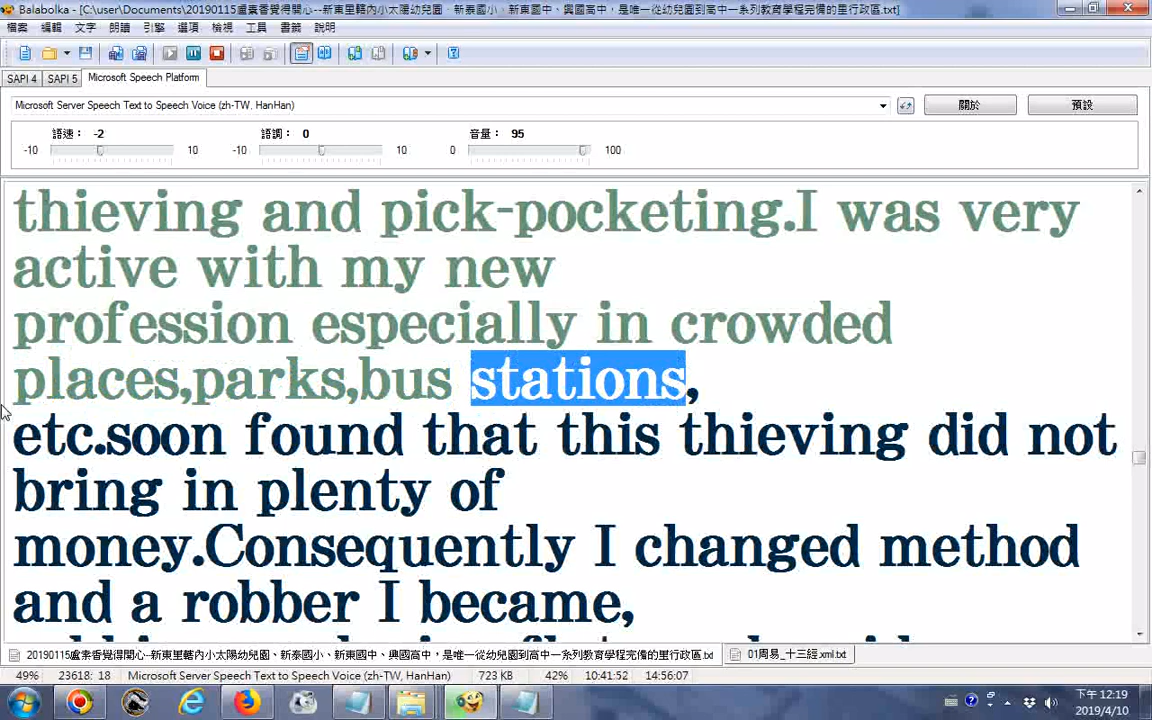 Balabolka - [C:\user\Documents\20190115盧素香覺得開心--新東里轄內小太陽幼兒園﹑新泰國小﹑新東國中、興國高中，是唯一從幼兒園到高中一系列教育學程完備的里行政區.txt]
檔案 編輯 文字 朗讀 引擎 選項 檢視 工具 書籤 說明
SAPI 4 SAPI 5 Microsoft Speech Platform
Microsoft Server Speech Text to Speech Voice (zh-TW, HanHan) 關於 預設
語速： -2 語調： 0 音量： 95
-10 10 -10 10 0 100
thieving and pick-pocketing.I was very
active with my new
profession especially in crowded
places,parks,bus stations,
etc.soon found that this thieving did not
bring in plenty of
money.Consequently I changed method
and a robber I became,
20190115盧素香覺得開心--新東里轄內小太陽幼兒園、新泰國小、新東國中、興國高中，是唯一從幼兒園到高中一系列教育學程完備的里行政區.txt 01周易_十三經.xml.txt
49% 23618: 18 Microsoft Server Speech Text to Speech Voice (zh-TW, HanHan) 723 KB 42% 10:41:52 14:56:07
下午 12:19
2019/4/10